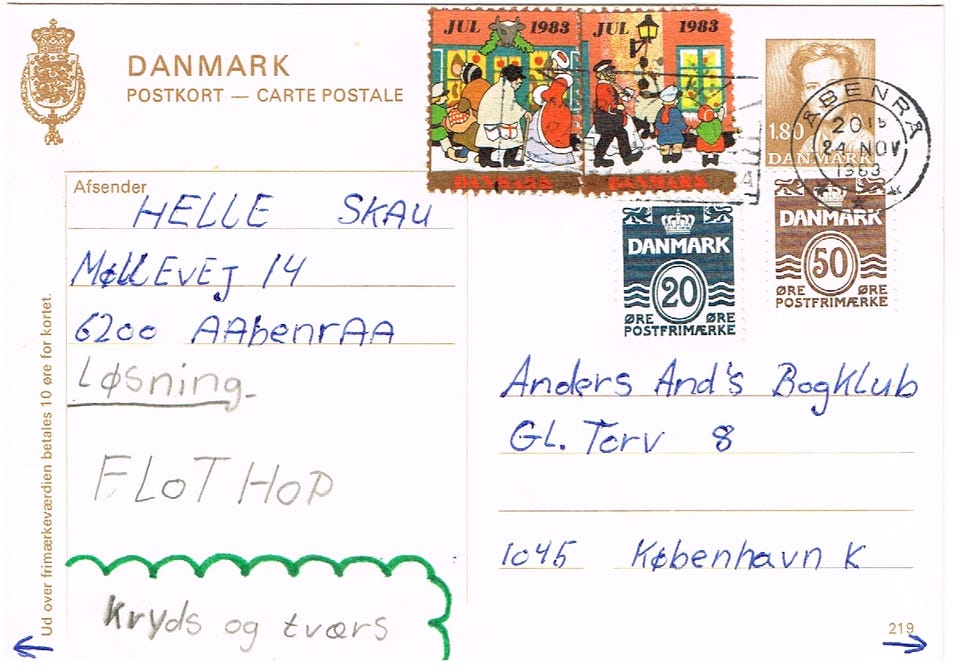 DANMARK
POSTKORT — CARTE POSTALE
JUL 1983
JUL 1983
DANMARK
DANMARK
1.80
DANMARK
ÅBENRÅ
24 NOV
1983
DANMARK
20
ØRE ØRE
POSTFRIMÆRKE
DANMARK
50
ØRE ØRE
POSTFRIMÆRKE
Afsender
HELLE SKAU
MøllEvEj 14
6200 AAbenrAA
Løsning.
FLoT HOP
Kryds og tværs
Ud over frimærkeværdien betales 10 øre for kortet.
Anders And's BogKlub
GL. Torv 8
1045 København K
219